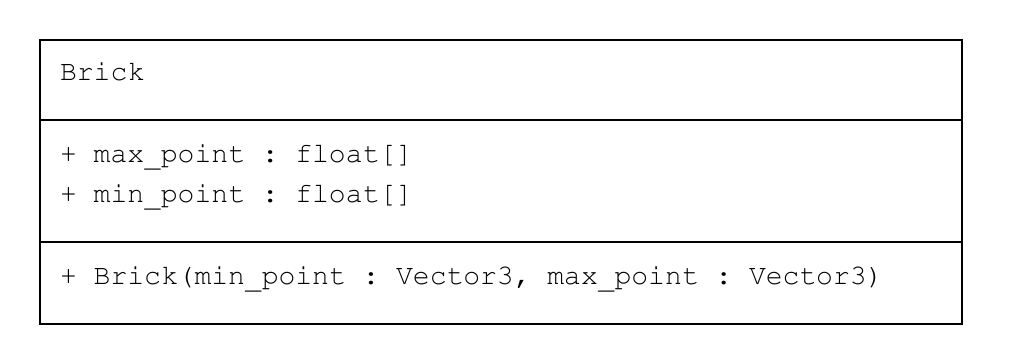 Brick
+ max_point : float[]
+ min_point : float[]
+ Brick(min_point : Vector3, max_point : Vector3)